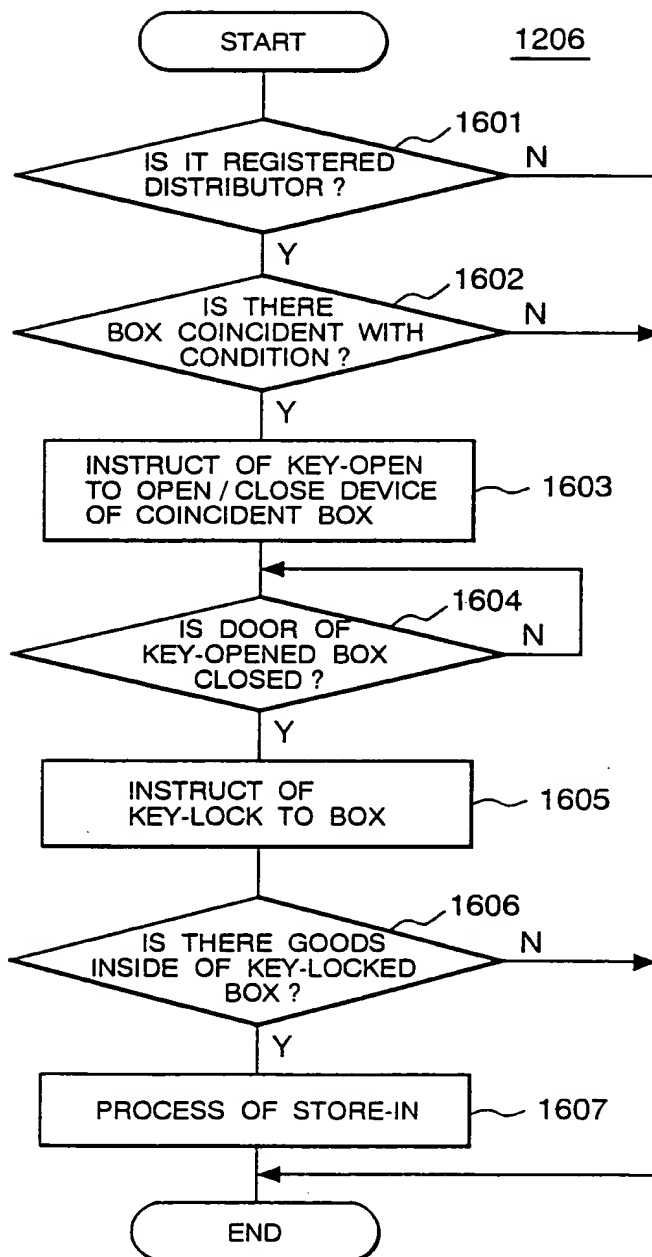 START
1206
1601
IS IT REGISTERED
DISTRIBUTOR ?
N
Y
1602
IS THERE
BOX COINCIDENT WITH
CONDITION ?
N
Y
INSTRUCT OF KEY-OPEN
TO OPEN / CLOSE DEVICE
OF COINCIDENT BOX
1603
1604
IS DOOR OF
KEY-OPENED BOX
CLOSED ?
N
Y
INSTRUCT OF
KEY-LOCK TO BOX
1605
1606
IS THERE GOODS
INSIDE OF KEY-LOCKED
BOX ?
N
Y
PROCESS OF STORE-IN
1607
END